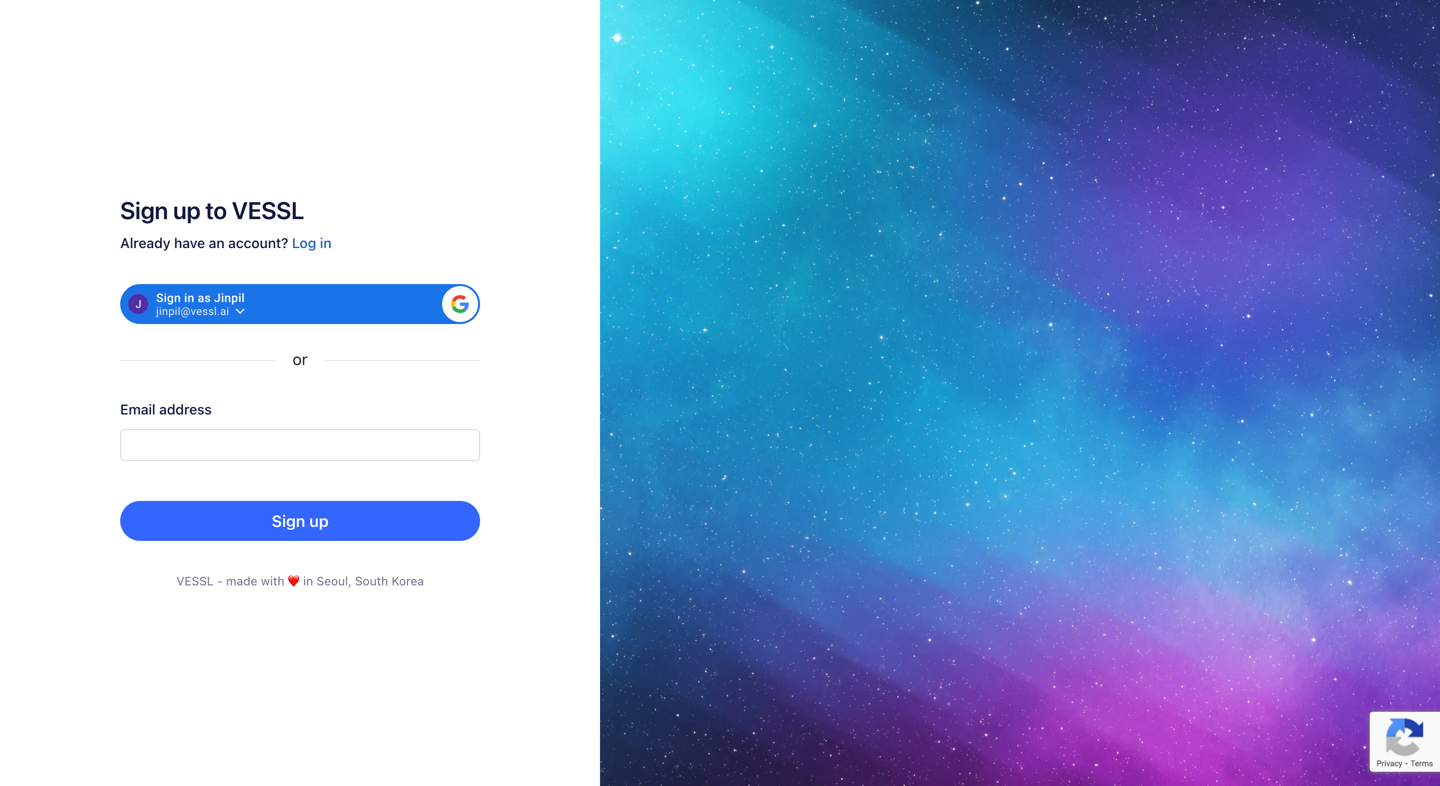 Sign up to VESSL
Already have an account? Log in
J
Sign in as Jinpil
jinpil@vessl.ai
or
Email address
Sign up
VESSL - made with ❤️ in Seoul, South Korea
Privacy - Terms